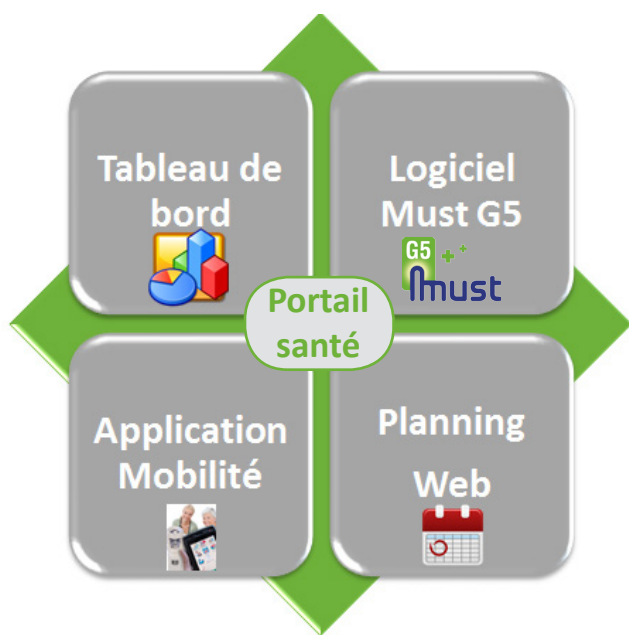 Tableau de
bord
Logiciel
Must G5
G5
must
Portail
santé
Application
Mobilité
Planning
Web